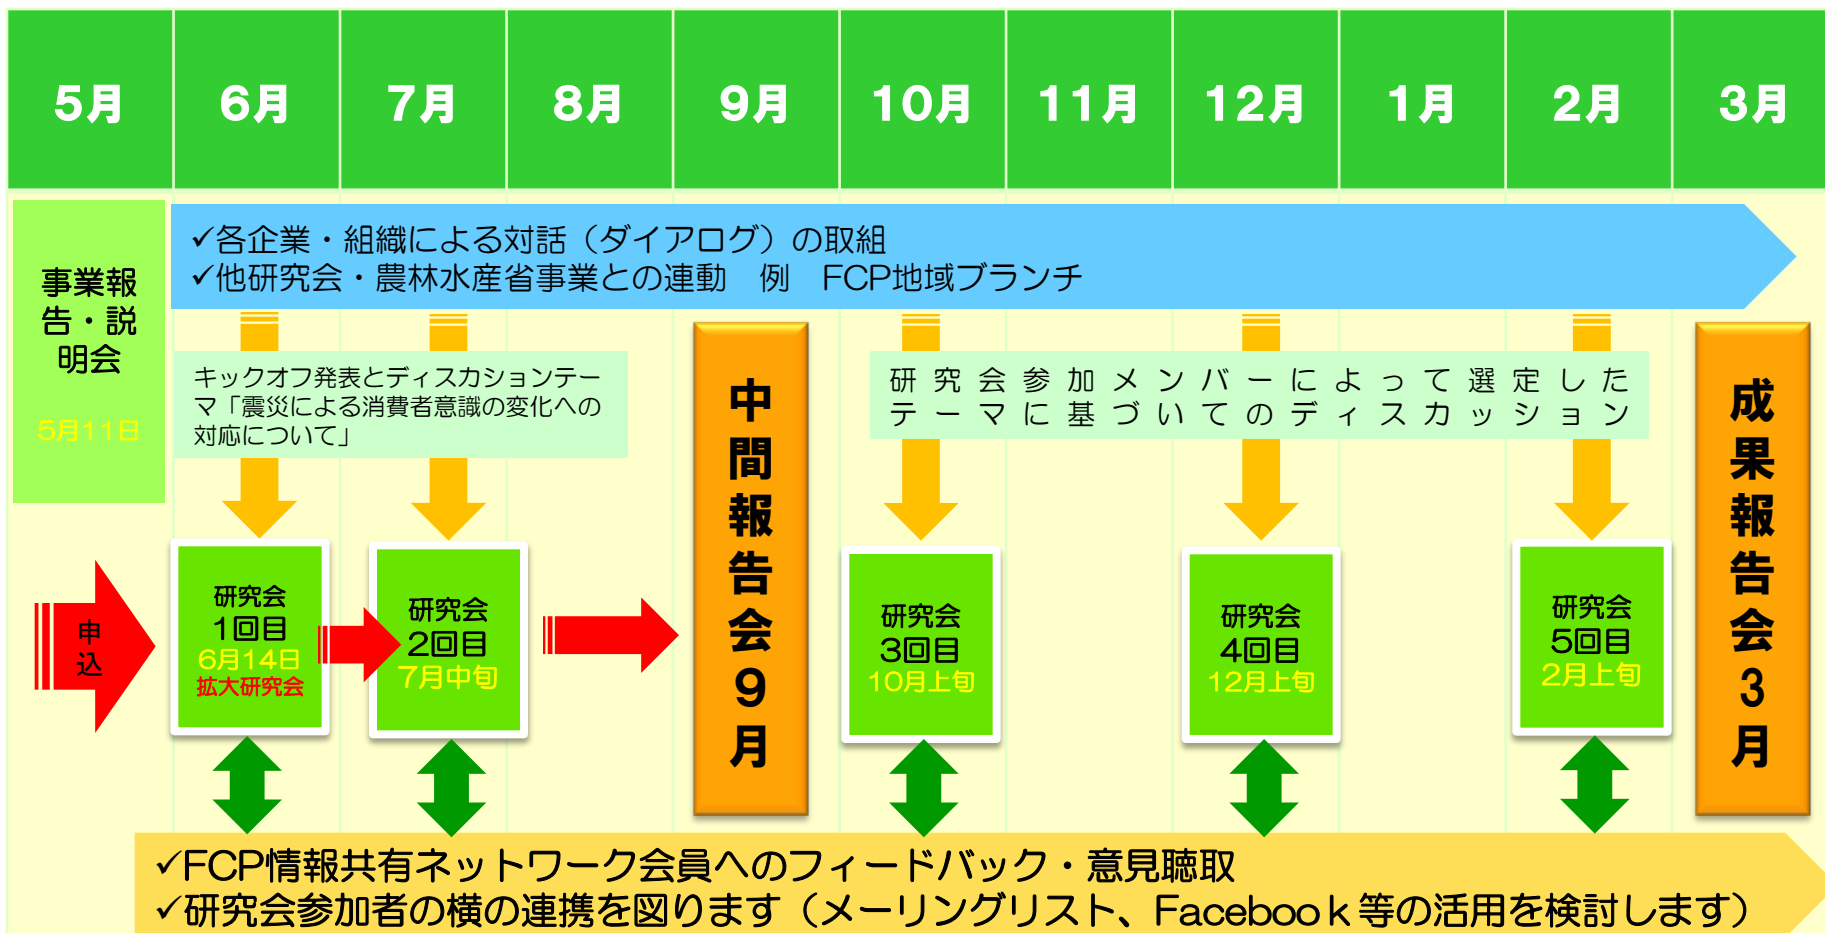 5月 6月 7月 8月 9月 10月 11月 12月 1月 2月 3月
事業報
告・説
明会
5月11日
✓各企業・組織による対話（ダイアログ）の取組
✓他研究会・農林水産省事業との連動　例　FCP地域ブランチ
キックオフ発表とディスカションテー
マ「震災による消費者意識の変化への
対応について」
中間報告会9月
研究会参加メンバーによって選定した
テーマに基づいてのディスカッション
成果報告会3月
申
込
研究会
1回目
6月14日
拡大研究会
研究会
2回目
7月中旬
研究会
3回目
10月上旬
研究会
4回目
12月上旬
研究会
5回目
2月上旬
✓FCP情報共有ネットワーク会員へのフィードバック・意見聴取
✓研究会参加者の横の連携を図ります（メーリングリスト、Facebook等の活用を検討します）